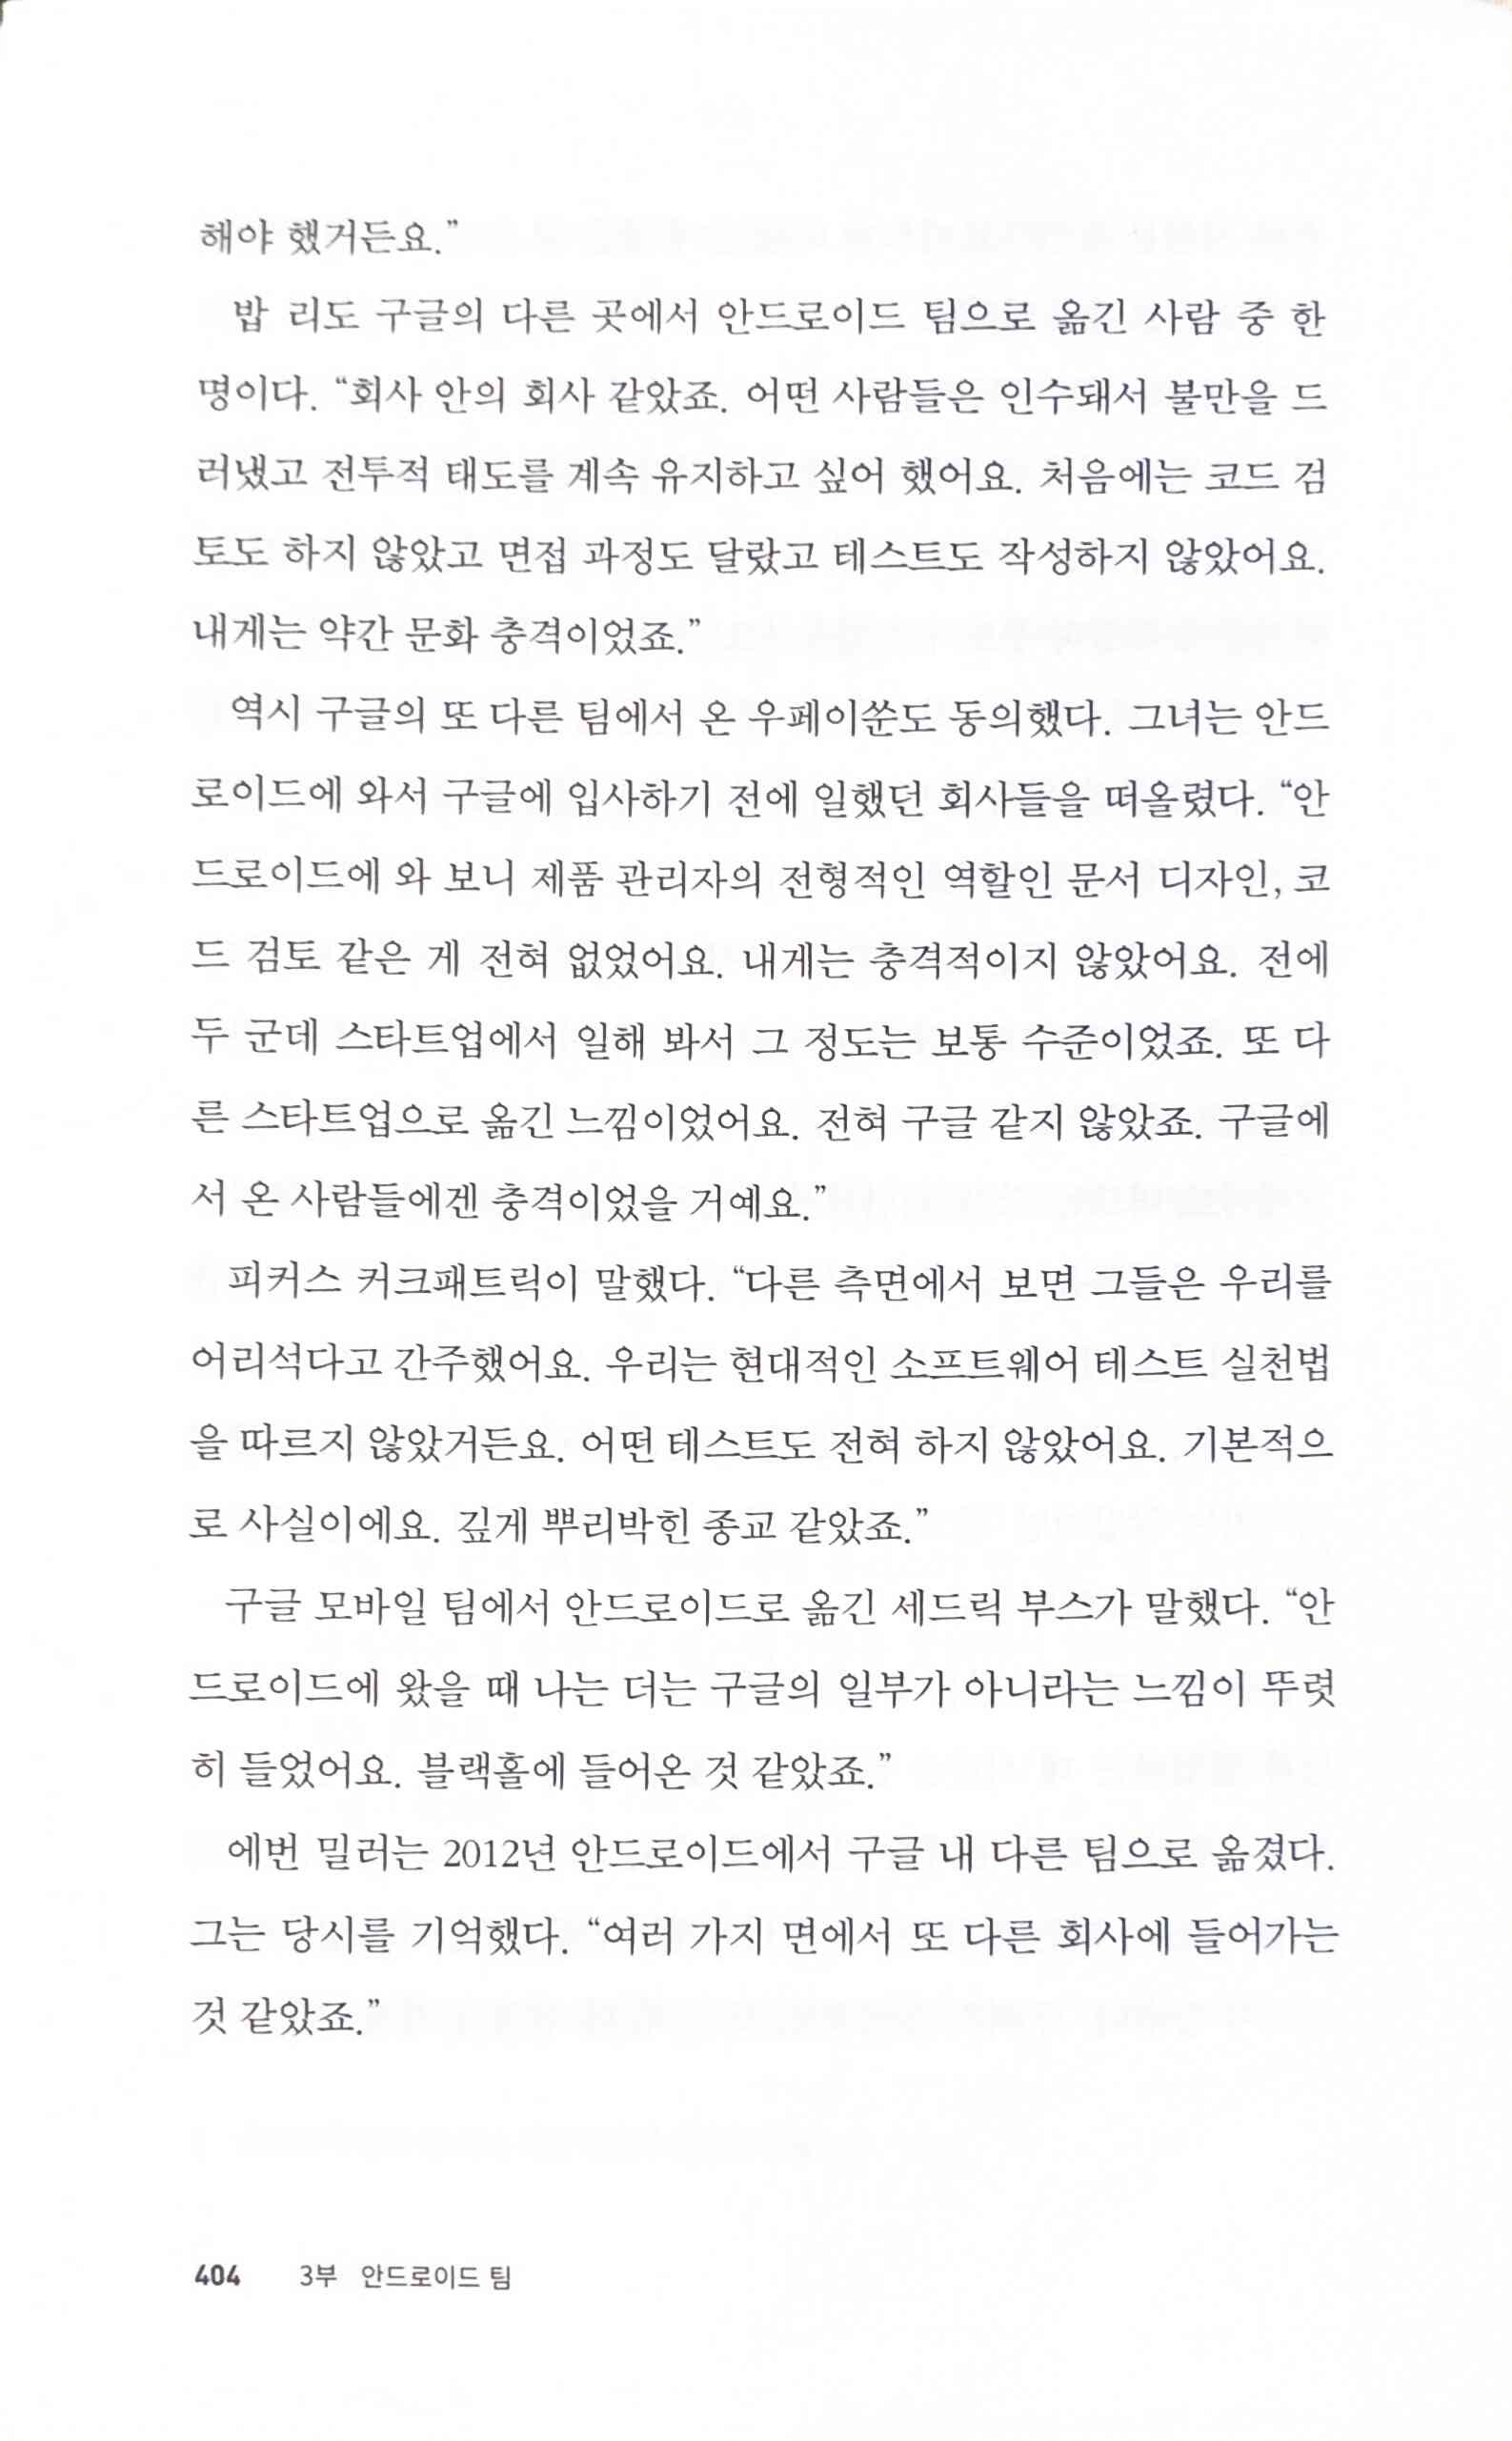 해야 했거든요.”
밥 리도 구글의 다른 곳에서 안드로이드 팀으로 옮긴 사람 중 한
명이다. “회사 안의 회사 같았죠. 어떤 사람들은 인수돼서 불만을 드
러냈고 전투적 태도를 계속 유지하고 싶어 했어요. 처음에는 코드 검
토도 하지 않았고 면접 과정도 달랐고 테스트도 작성하지 않았어요.
내게는 약간 문화 충격이었죠.”
역시 구글의 또 다른 팀에서 온 우페이쑨도 동의했다. 그녀는 안드
로이드에 와서 구글에 입사하기 전에 일했던 회사들을 떠올렸다. “안
드로이드에 와 보니 제품 관리자의 전형적인 역할인 문서 디자인, 코
드 검토 같은 게 전혀 없었어요. 내게는 충격적이지 않았어요. 전에
두 군데 스타트업에서 일해 봐서 그 정도는 보통 수준이었죠. 또 다
른 스타트업으로 옮긴 느낌이었어요. 전혀 구글 같지 않았죠. 구글에
서 온 사람들에겐 충격이었을 거예요.”
피커스 커크패트릭이 말했다. “다른 측면에서 보면 그들은 우리를
어리석다고 간주했어요. 우리는 현대적인 소프트웨어 테스트 실천법
을 따르지 않았거든요. 어떤 테스트도 전혀 하지 않았어요. 기본적으
로 사실이에요. 깊게 뿌리박힌 종교 같았죠.”
구글 모바일 팀에서 안드로이드로 옮긴 세드릭 부스가 말했다. “안
드로이드에 왔을 때 나는 더는 구글의 일부가 아니라는 느낌이 뚜렷
히 들었어요. 블랙홀에 들어온 것 같았죠.”
에번 밀러는 2012년 안드로이드에서 구글 내 다른 팀으로 옮겼다.
그는 당시를 기억했다. “여러 가지 면에서 또 다른 회사에 들어가는
것 같았죠.”
404 3부 안드로이드 팀